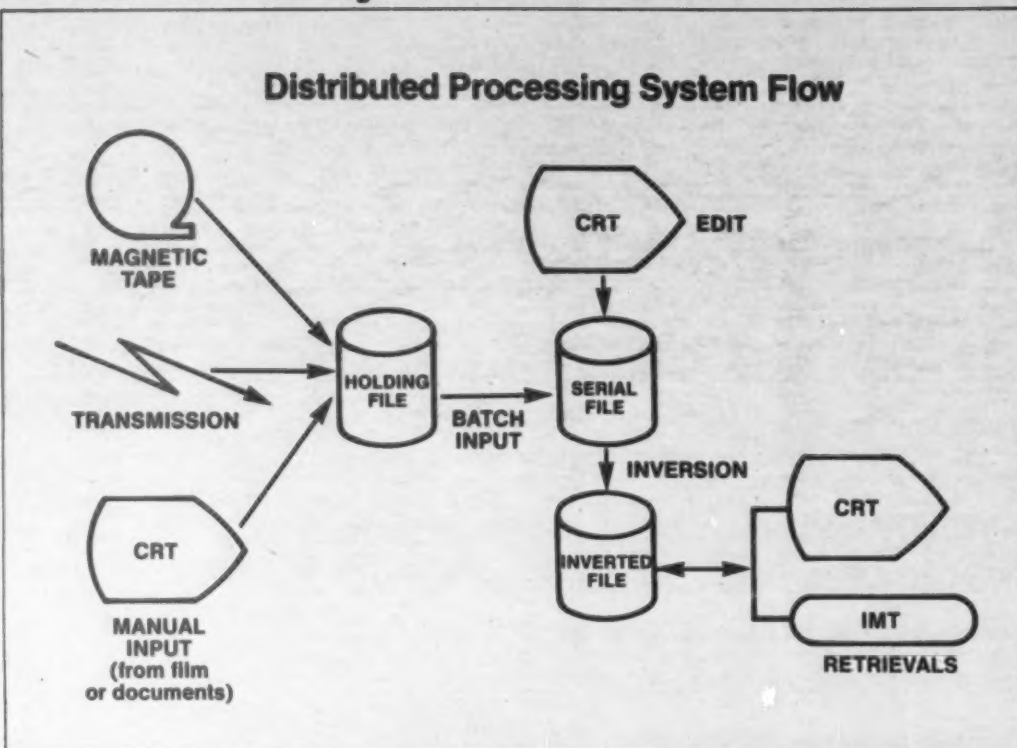 Distributed Processing System Flow
MAGNETIC
TAPE
TRANSMISSION
CRT
MANUAL
INPUT
(from film
or documents)
HOLDING
FILE
BATCH
INPUT
CRT
EDIT
SERIAL
FILE
INVERSION
INVERTED
FILE
CRT
IMT
RETRIEVALS